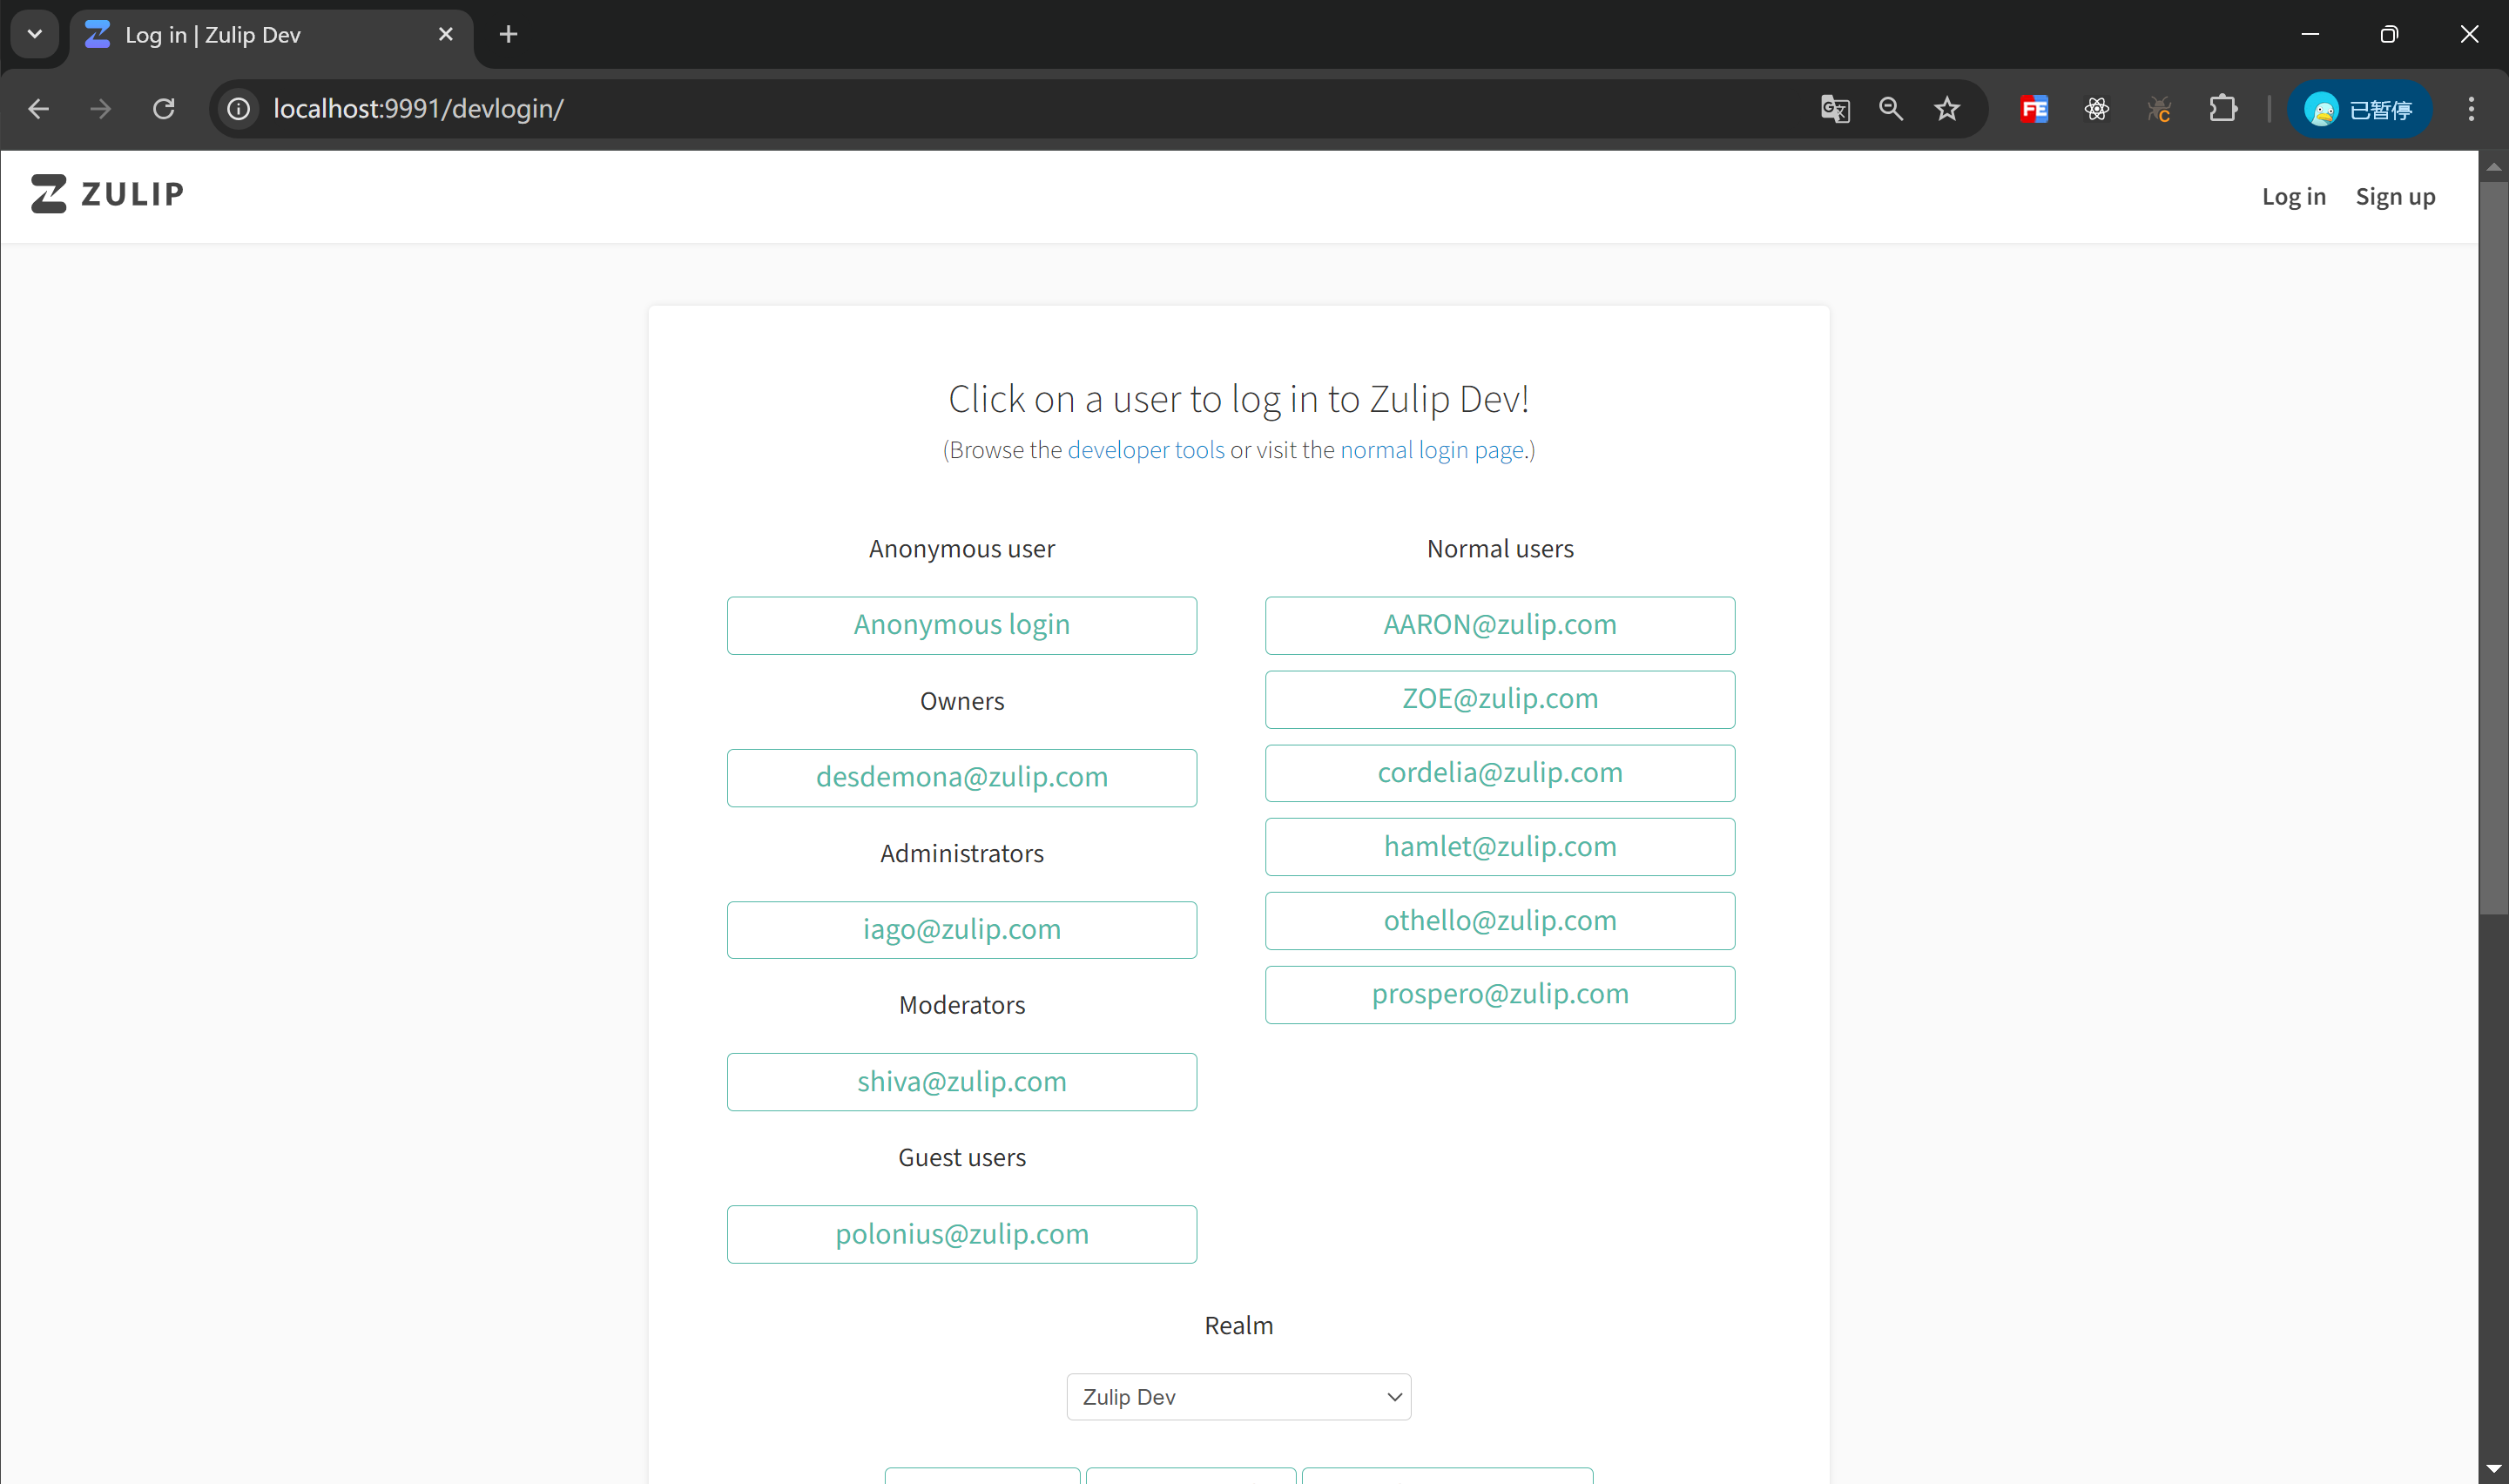 Log in | Zulip Dev
localhost:9991/devlogin/
FE
C
已暂停
ZULIP
Log in
Sign up
Click on a user to log in to Zulip Dev!
(Browse the developer tools or visit the normal login page.)
Anonymous user
Anonymous login
Owners
desdemona@zulip.com
Administrators
iago@zulip.com
Moderators
shiva@zulip.com
Guest users
polonius@zulip.com
Normal users
AARON@zulip.com
ZOE@zulip.com
cordelia@zulip.com
hamlet@zulip.com
othello@zulip.com
prospero@zulip.com
Realm
Zulip Dev